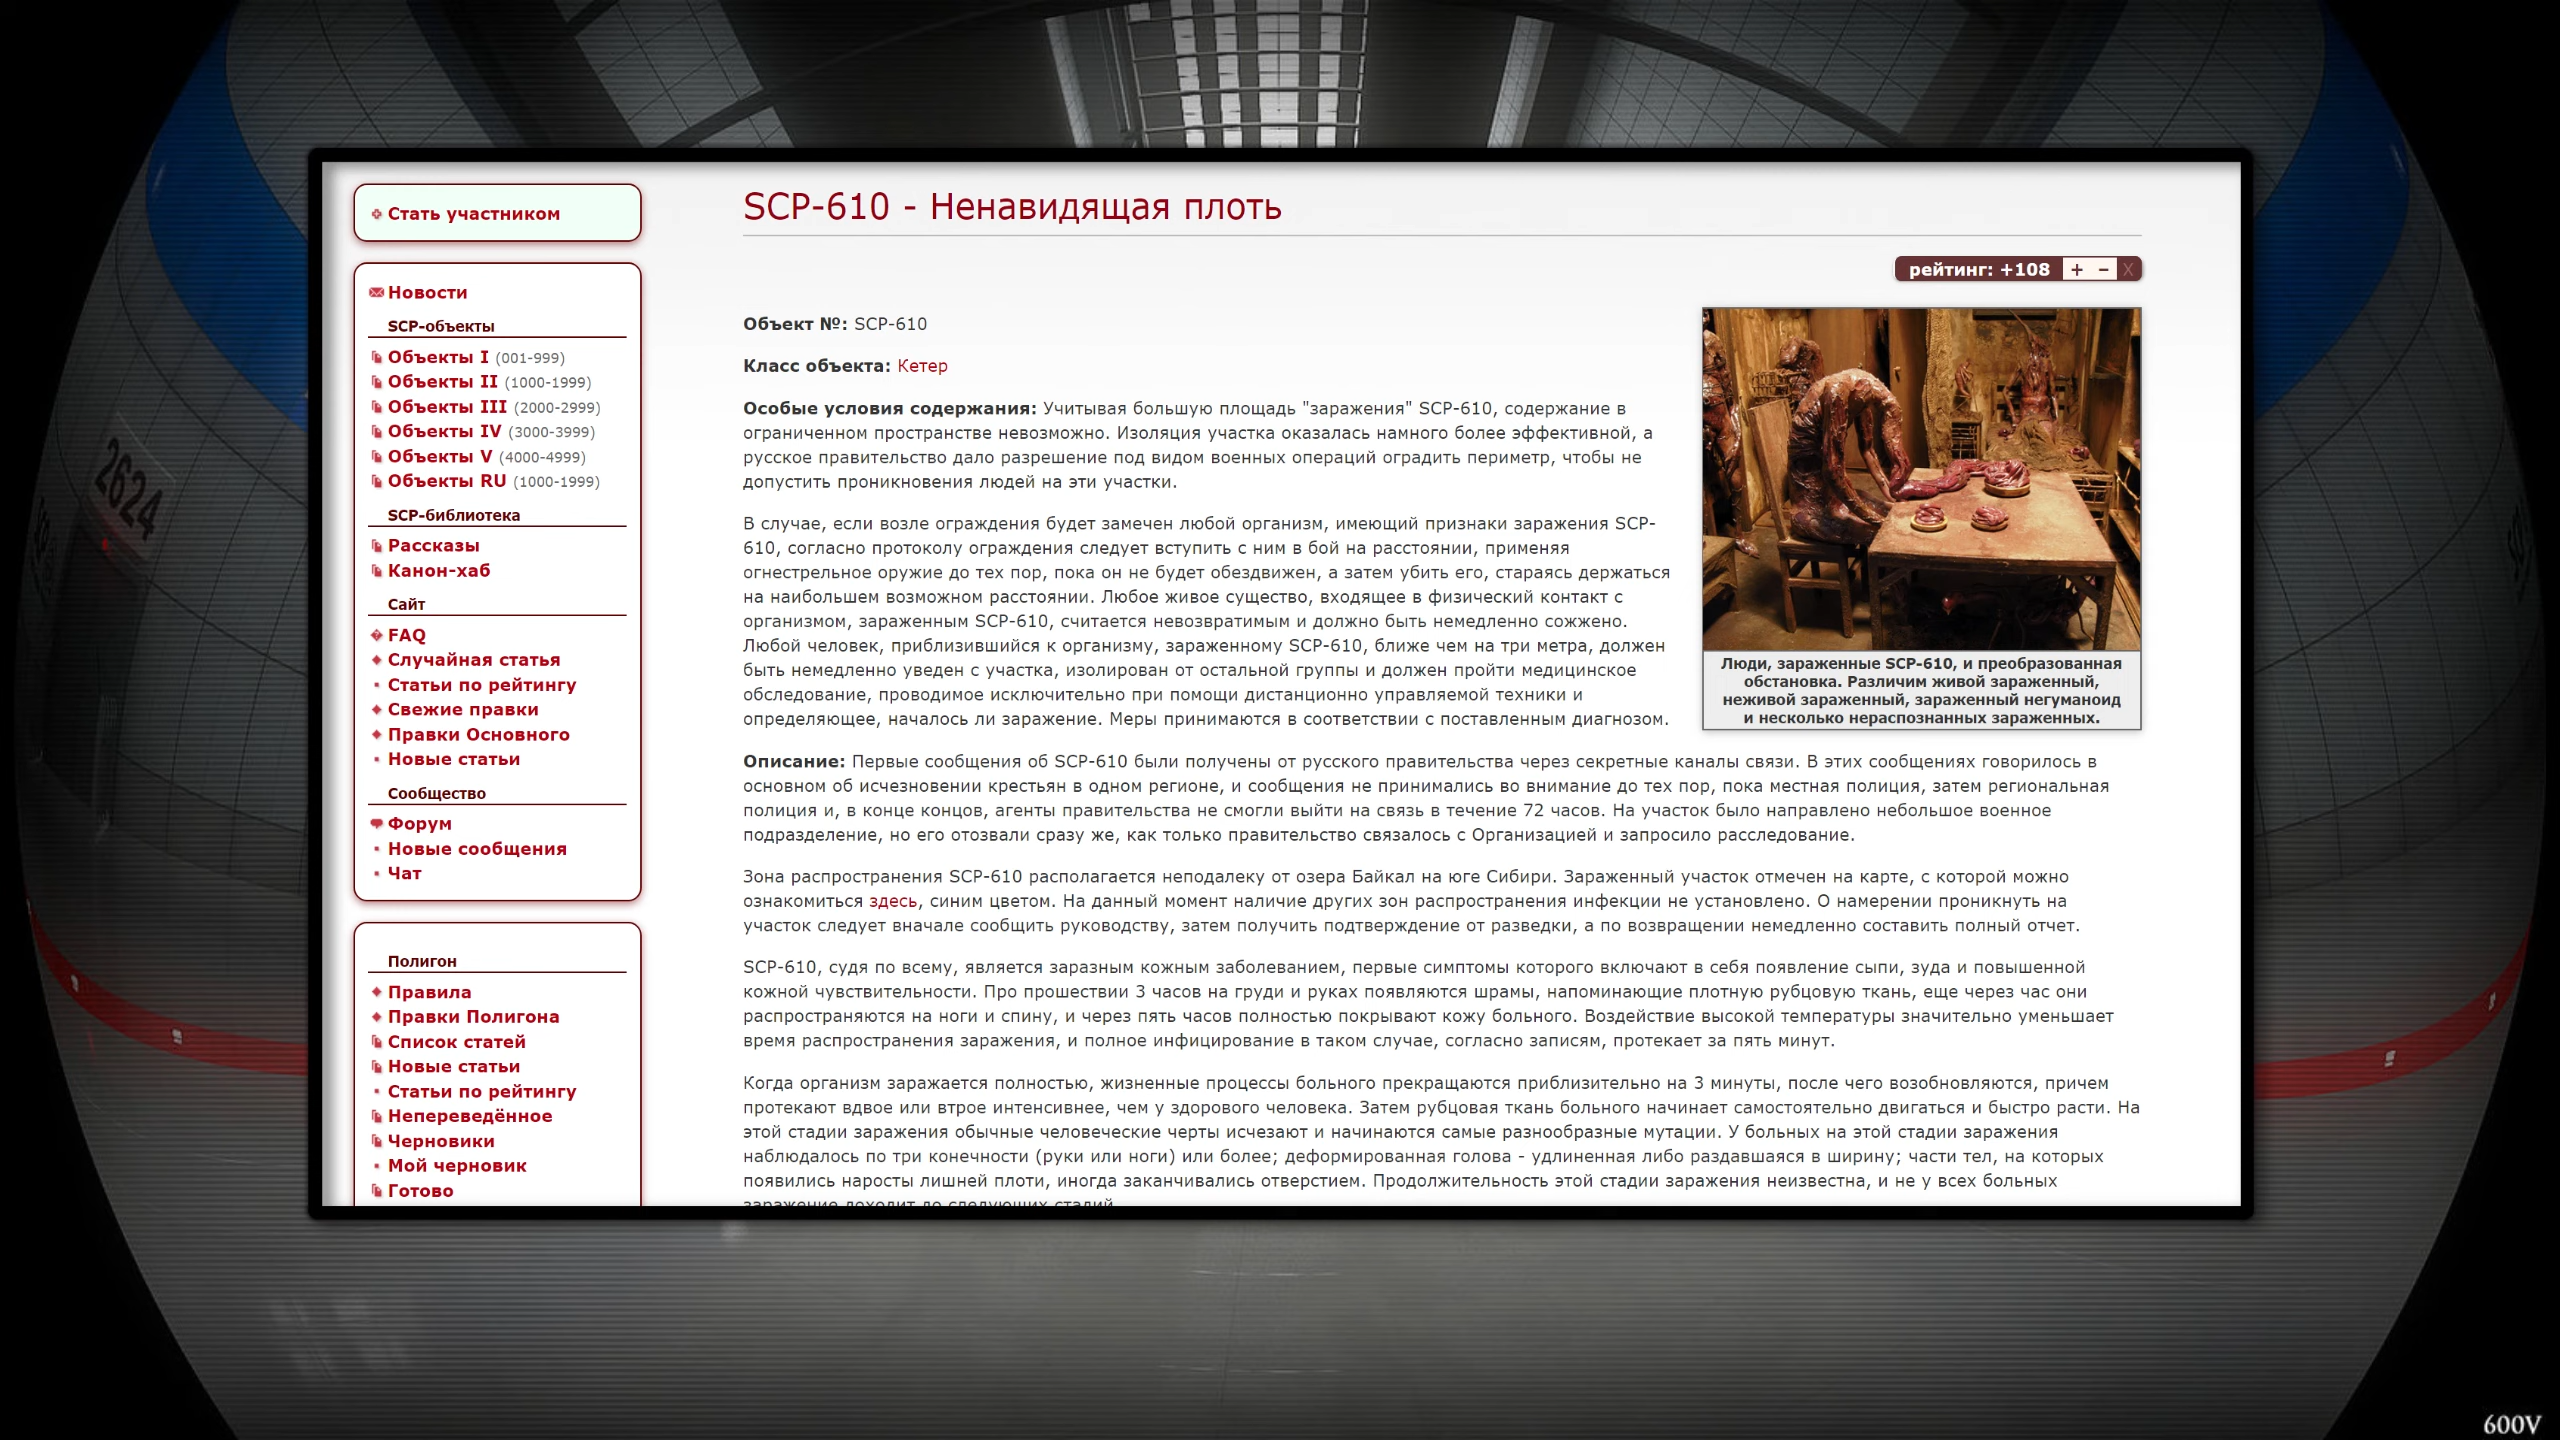 Стать участником
Новости
SCP-объекты
Объекты I (001-999)
Объекты II (1000-1999)
Объекты III (2000-2999)
Объекты IV (3000-3999)
Объекты V (4000-4999)
Объекты RU (1000-1999)
SCP-библиотека
Рассказы
Канон-хаб
Сайт
FAQ
Случайная статья
Статьи по рейтингу
Свежие правки
Правки Основного
Новые статьи
Сообщество
Форум
Новые сообщения
Чат
Полигон
Правила
Правки Полигона
Список статей
Новые статьи
Статьи по рейтингу
Непереведённое
Черновики
Мой черновик
Готово
SCP-610 - Ненавидящая плоть
рейтинг: +108 + – X
Объект №: SCP-610
Класс объекта: Кетер
Особые условия содержания: Учитывая большую площадь "заражения" SCP-610, содержание в
ограниченном пространстве невозможно. Изоляция участка оказалась намного более эффективной, а
русское правительство дало разрешение под видом военных операций оградить периметр, чтобы не
допустить проникновения людей на эти участки.
В случае, если возле ограждения будет замечен любой организм, имеющий признаки заражения SCP-
610, согласно протоколу ограждения следует вступить с ним в бой на расстоянии, применяя
огнестрельное оружие до тех пор, пока он не будет обездвижен, а затем убить его, стараясь держаться
на наибольшем возможном расстоянии. Любое живое существо, входящее в физический контакт с
организмом, зараженным SCP-610, считается невозвратимым и должно быть немедленно сожжено.
Любой человек, приблизившийся к организму, зараженному SCP-610, ближе чем на три метра, должен
быть немедленно уведен с участка, изолирован от остальной группы и должен пройти медицинское
обследование, проводимое исключительно при помощи дистанционно управляемой техники и
определяющее, началось ли заражение. Меры принимаются в соответствии с поставленным диагнозом.
Люди, зараженные SCP-610, и преобразованная
обстановка. Различим живой зараженный,
неживой зараженный, зараженный негуманоид
и несколько нераспознанных зараженных.
Описание: Первые сообщения об SCP-610 были получены от русского правительства через секретные каналы связи. В этих сообщениях говорилось в
основном об исчезновении крестьян в одном регионе, и сообщения не принимались во внимание до тех пор, пока местная полиция, затем региональная
полиция и, в конце концов, агенты правительства не смогли выйти на связь в течение 72 часов. На участок было направлено небольшое военное
подразделение, но его отозвали сразу же, как только правительство связалось с Организацией и запросило расследование.
Зона распространения SCP-610 располагается неподалеку от озера Байкал на юге Сибири. Зараженный участок отмечен на карте, с которой можно
ознакомиться здесь, синим цветом. На данный момент наличие других зон распространения инфекции не установлено. О намерении проникнуть на
участок следует вначале сообщить руководству, затем получить подтверждение от разведки, а по возвращении немедленно составить полный отчет.
SCP-610, судя по всему, является заразным кожным заболеванием, первые симптомы которого включают в себя появление сыпи, зуда и повышенной
кожной чувствительности. Про прошествии 3 часов на груди и руках появляются шрамы, напоминающие плотную рубцовую ткань, еще через час они
распространяются на ноги и спину, и через пять часов полностью покрывают кожу больного. Воздействие высокой температуры значительно уменьшает
время распространения заражения, и полное инфицирование в таком случае, согласно записям, протекает за пять минут.
Когда организм заражается полностью, жизненные процессы больного прекращаются приблизительно на 3 минуты, после чего возобновляются, причем
протекают вдвое или втрое интенсивнее, чем у здорового человека. Затем рубцовая ткань больного начинает самостоятельно двигаться и быстро расти. На
этой стадии заражения обычные человеческие черты исчезают и начинаются самые разнообразные мутации. У больных на этой стадии заражения
наблюдалось по три конечности (руки или ноги) или более; деформированная голова - удлиненная либо раздавшаяся в ширину; части тел, на которых
появились наросты лишней плоти, иногда заканчивались отверстием. Продолжительность этой стадии заражения неизвестна, и не у всех больных
заражение доходит до следующих стадий.
2624
600V